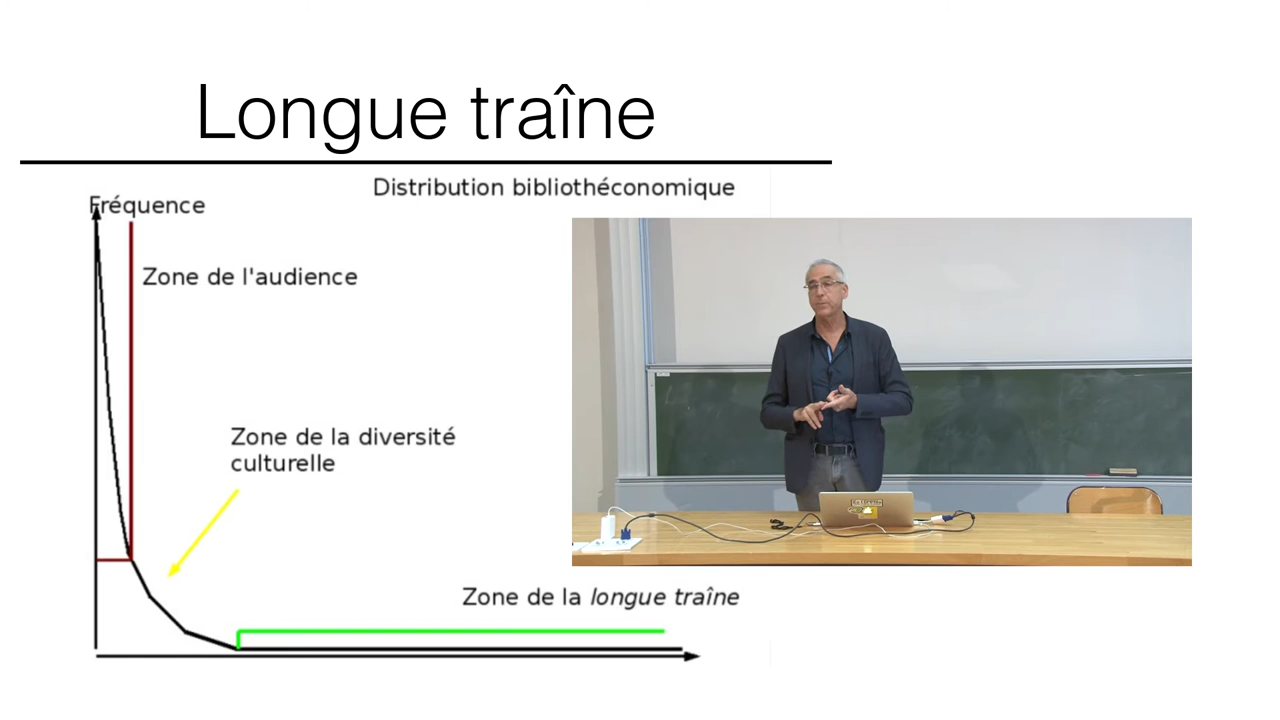 Longue traîne
Distribution bibliothéconomique
Fréquence
Zone de l'audience
Zone de la diversité
culturelle
Zone de la longue traîne